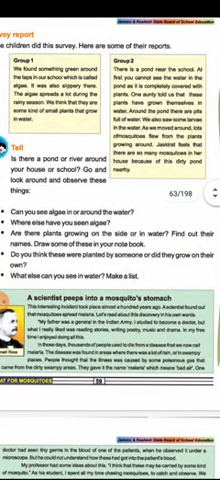 Jammu & Kashmir State Board of School Education
vey report
e children did this survey. Here are some of their reports.
Group 1
We found something green around
the taps in our school which is called
algae. It was also slippery there.
The algae spreads a lot during the
rainy season. We think that they are
some kind of small plants that grow
in water.
Group 2
There is a pond near the school. At
first you cannot see the water in the
pond as it is completely covered with
plants. One aunty told us that these
plants have grown themselves in
water. Around the pond there are pits
full of water. We also saw some larvae
in the water. As we moved around, lots
of mosquitoes flew from the plants
growing around. Jaskirat feels that
there are so many mosquitoes in her
house because of this dirty pond
nearby.
Tell
Is there a pond or river around
your house or school? Go and
look around and observe these
things:
63/198
• Can you see algae in or around the water?
• Where else have you seen algae?
• Are there plants growing on the side or in water? Find out their
names. Draw some of these in your note book.
• Do you think these were planted by someone or did they grow on their
own?
• What else can you see in water? Make a list.
A scientist peeps into a mosquito's stomach
This interesting incident took place almost a hundred years ago. A scientist found out
that mosquitoes spread malaria. Let's read about this discovery in his own words.
"My father was a general in the Indian Army. I studied to become a doctor, but
what I really liked was reading stories, writing poetry, music and drama. In my free
time I enjoyed doing all this.
In those days, thousands of people used to die from a disease that we now call
malaria. The disease was found in areas where there was a lot of rain, or in swampy
places. People thought that the illness was caused by some poisonous gas that
came from the dirty swampy areas. They gave it the name 'malaria' which means 'bad air'. One
nald Ross
AT FOR MOSQUITOES
59
Jammu & Kashmir State Board of School Education
doctor had seen tiny germs in the blood of one of the patients, when he observed it under a
microscope. But he could not understand how these had got into the patient's blood.
My professor had some ideas about this. "I think that these may be carried by some kind
of mosquito." As his student, I spent all my time chasing mosquitoes, to catch and observe. We